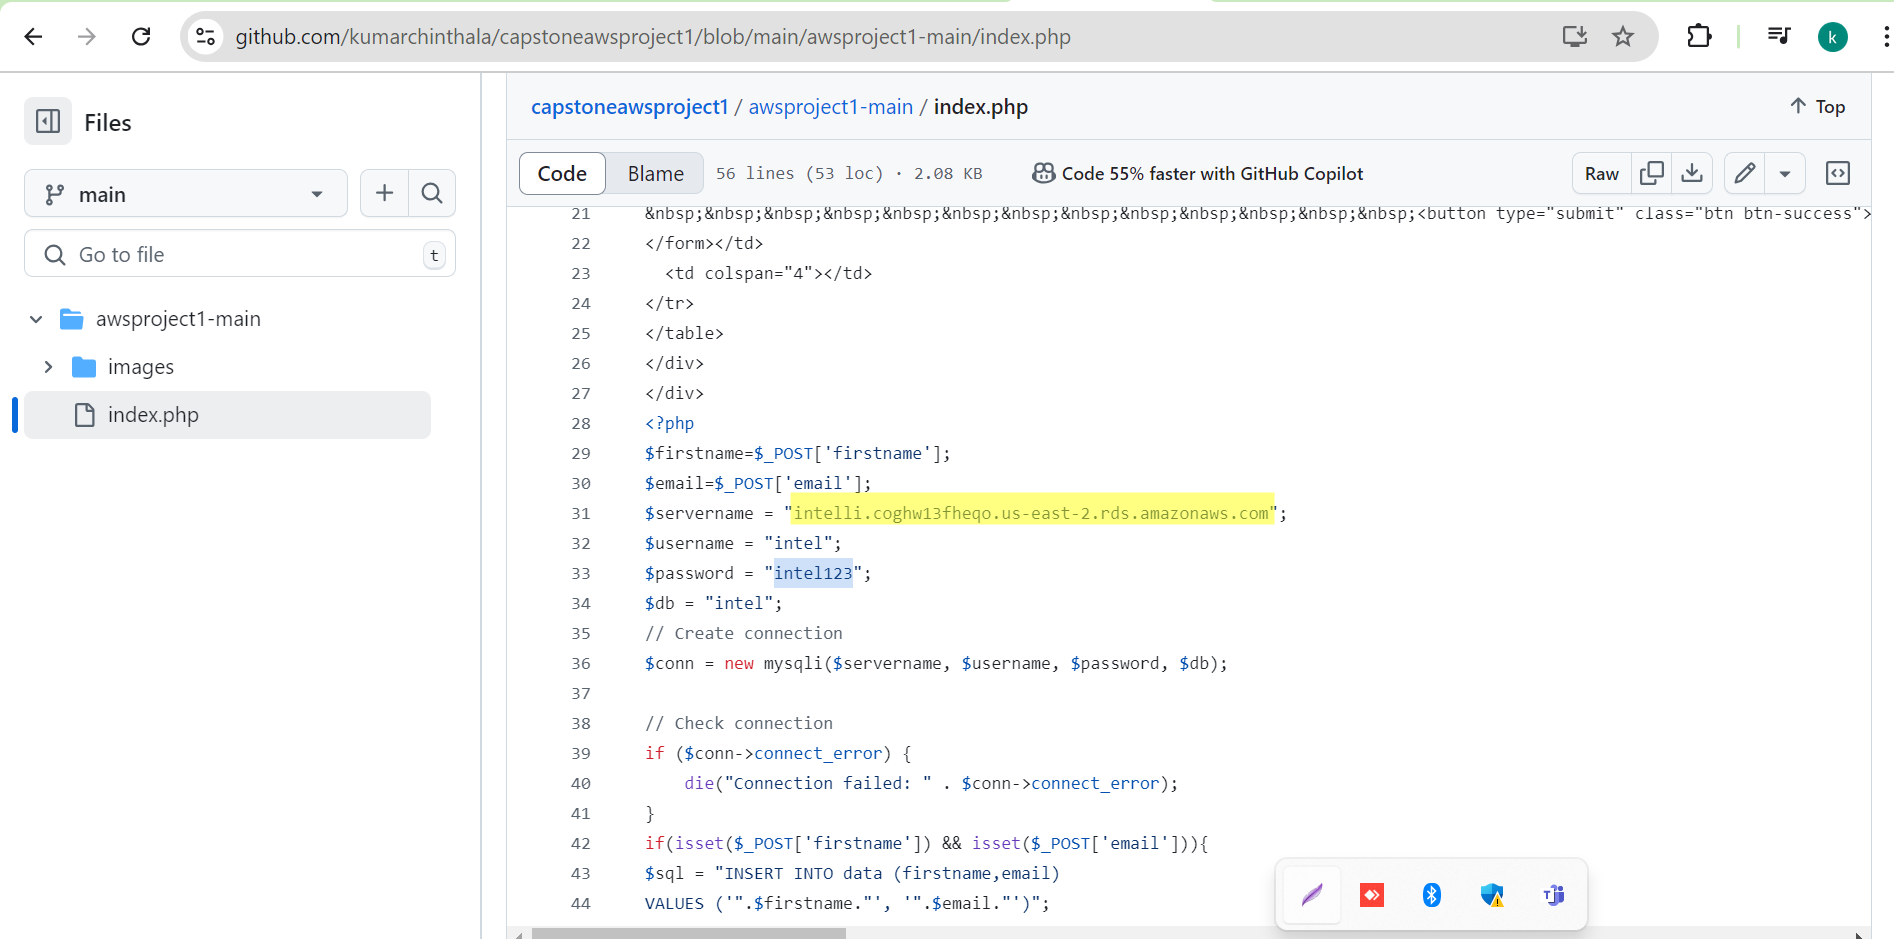 github.com/kumarchinthala/capstoneawsproject1/blob/main/awsproject1-main/index.php
k
Files
main
Go to file
t
awsproject1-main
images
index.php
capstoneawsproject1 / awsproject1-main / index.php
Top
Code Blame 56 lines (53 loc) · 2.08 KB Code 55% faster with GitHub Copilot Raw
21 &nbsp;&nbsp;&nbsp;&nbsp;&nbsp;&nbsp;&nbsp;&nbsp;&nbsp;&nbsp;&nbsp;&nbsp;&nbsp;<button type="submit" class="btn btn-success">
22 </form></td>
23 <td colspan="4"></td>
24 </tr>
25 </table>
26 </div>
27 </div>
28 <?php
29 $firstname=$_POST['firstname'];
30 $email=$_POST['email'];
31 $servername = "intelli.coghw13fheqo.us-east-2.rds.amazonaws.com";
32 $username = "intel";
33 $password = "intel123";
34 $db = "intel";
35 // Create connection
36 $conn = new mysqli($servername, $username, $password, $db);
37
38 // Check connection
39 if ($conn->connect_error) {
40 die("Connection failed: " . $conn->connect_error);
41 }
42 if(isset($_POST['firstname']) && isset($_POST['email'])){
43 $sql = "INSERT INTO data (firstname,email)
44 VALUES ('".$firstname."', '".$email."')";